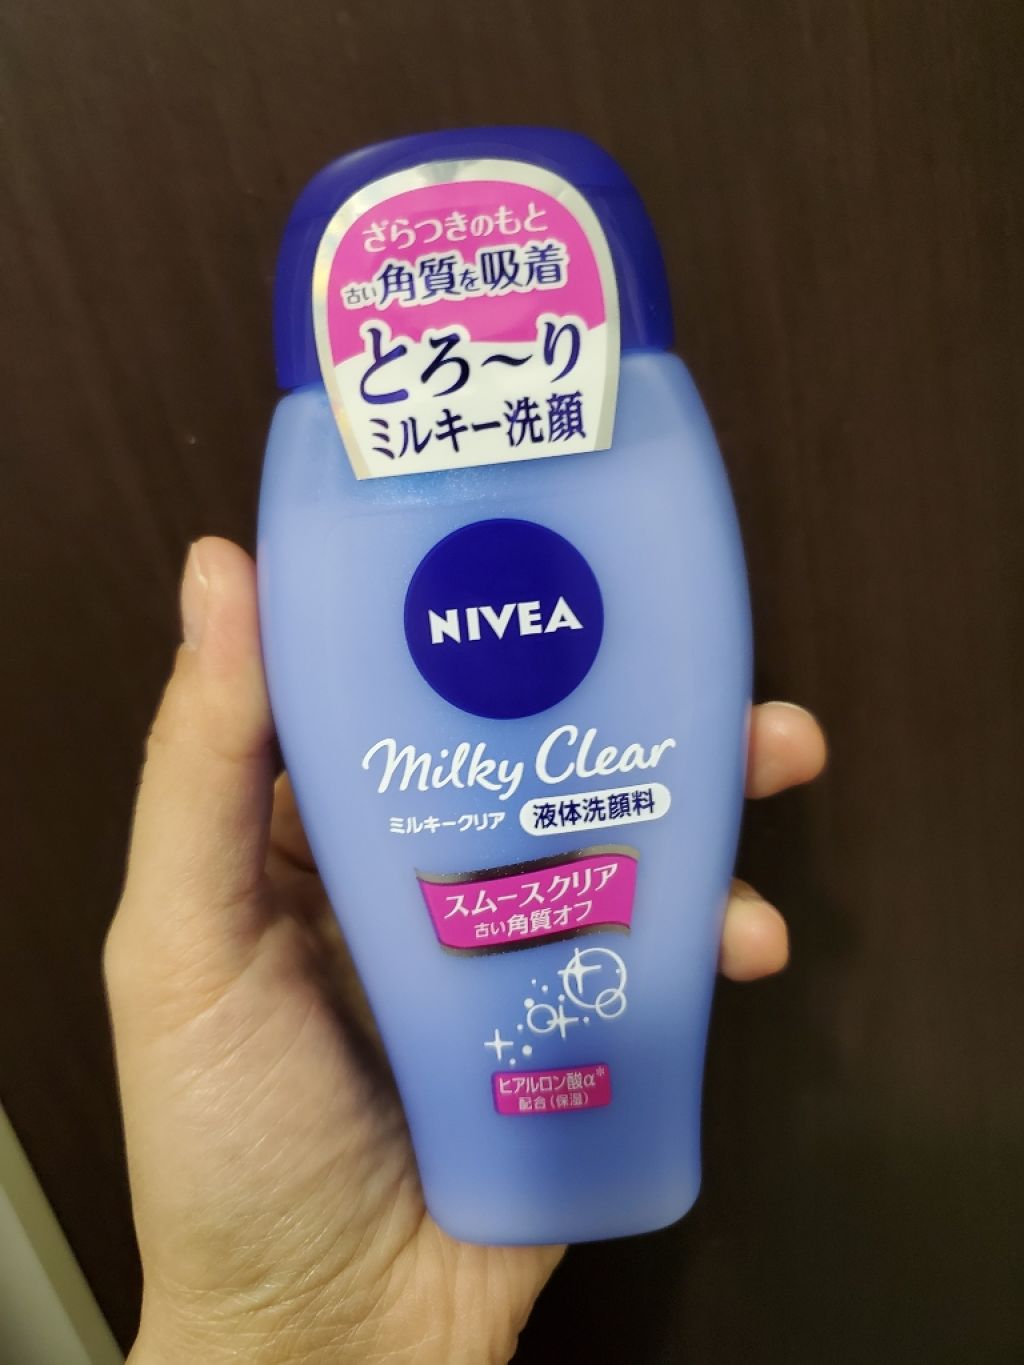 ざらつきのもと
古い角質を吸着
とろ〜り
ミルキー洗顔
NIVEA
Milky Clear
ミルキークリア 液体洗顔料
スムースクリア
古い角質オフ
ヒアルロン酸α*
配合(保湿)